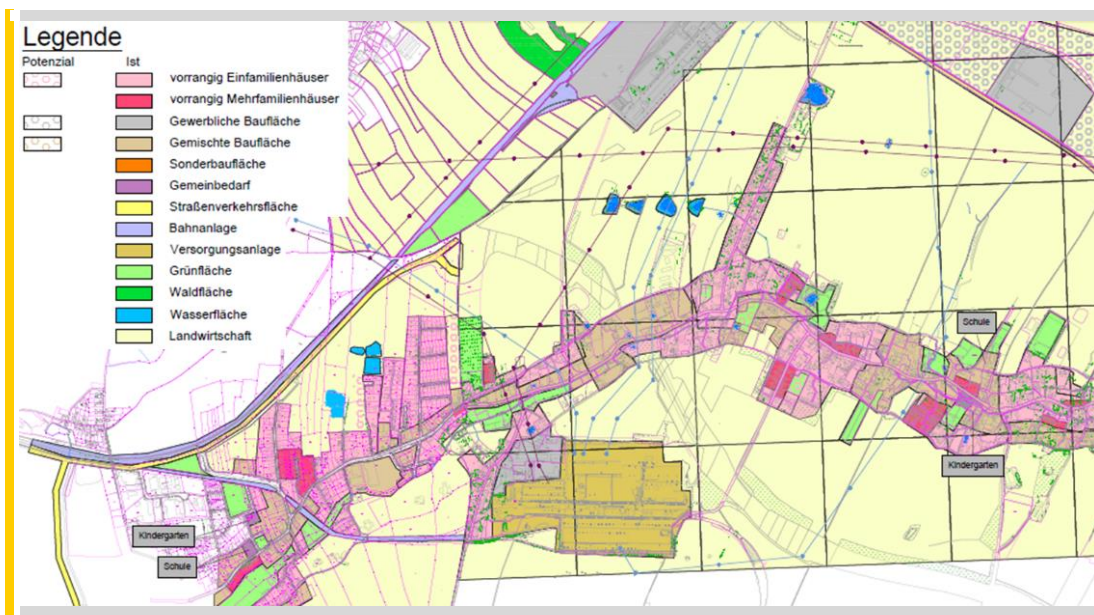 Legende
Potenzial Ist
vorrangig Einfamilienhäuser
vorrangig Mehrfamilienhäuser
Gewerbliche Baufläche
Gemischte Baufläche
Sonderbaufläche
Gemeinbedarf
Straßenverkehrsfläche
Bahnanlage
Versorgungsanlage
Grünfläche
Waldfläche
Wasserfläche
Landwirtschaft
Schule
Kindergarten
Kindergarten
Schule